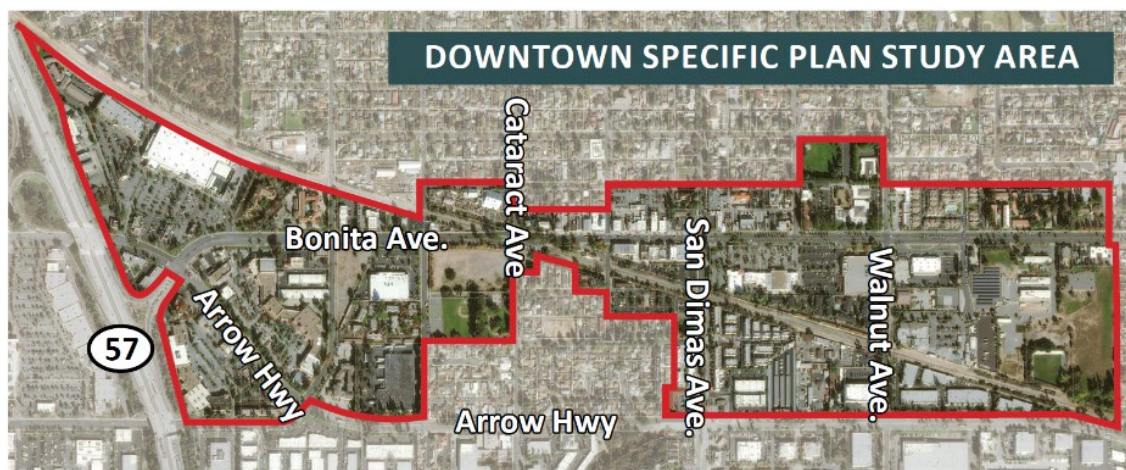 DOWNTOWN SPECIFIC PLAN STUDY AREA
Cataract Ave
Bonita Ave.
San Dimas Ave.
Walnut Ave.
Arrow Hwy
57
Arrow Hwy